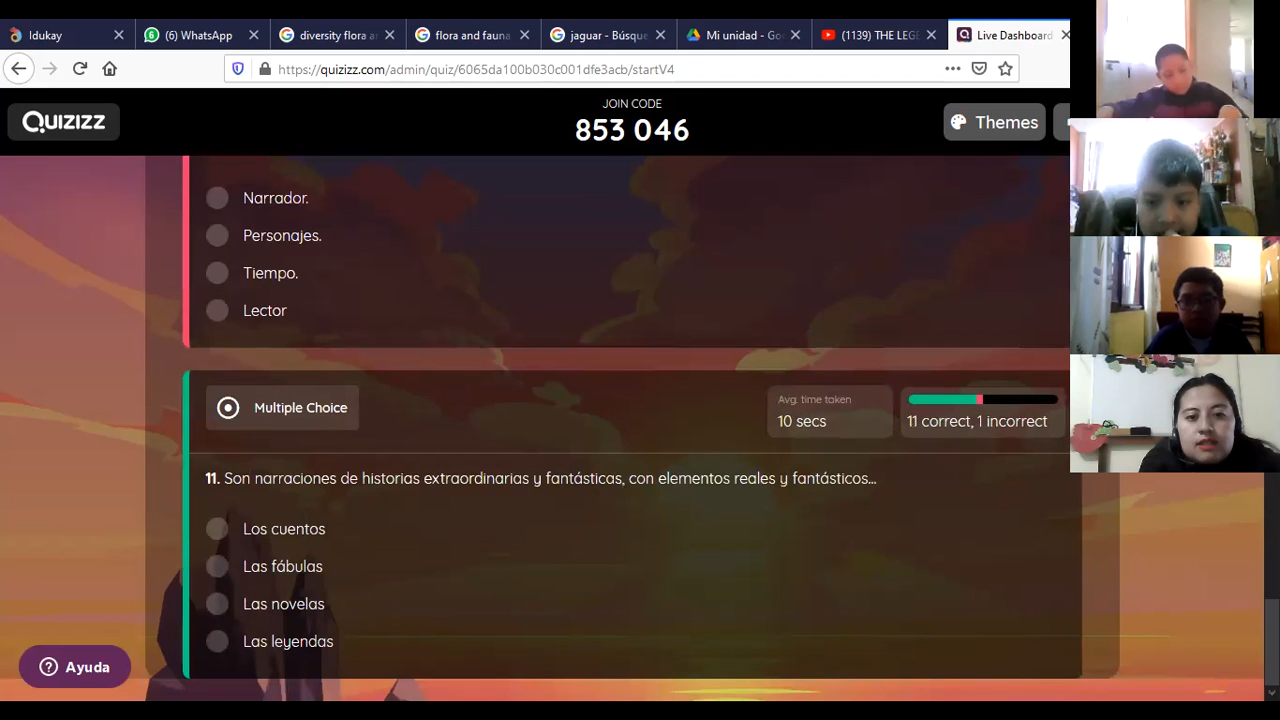 Idukay
(6) WhatsApp
diversity flora a
flora and fauna
jaguar - Búsque
Mi unidad - Goo
(1139) THE LEGE
Live Dashboard
https://quizizz.com/admin/quiz/6065da100b030c001dfe3acb/startV4
QUIZIZZ
JOIN CODE
853 046
Themes
Narrador.
Personajes.
Tiempo.
Lector
Multiple Choice
Avg. time taken
10 secs
11 correct, 1 incorrect
11. Son narraciones de historias extraordinarias y fantásticas, con elementos reales y fantásticos...
Los cuentos
Las fábulas
Las novelas
Las leyendas
Ayuda